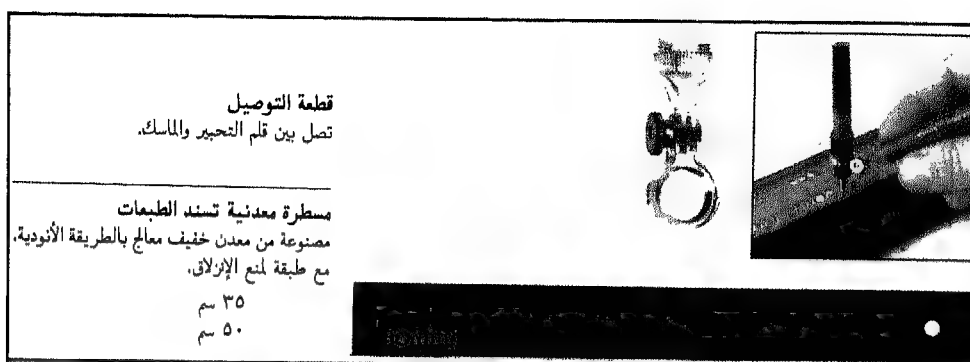 قطعة التوصيل
تصل بين قلم التحبير والماسك.
مسطرة معدنية تسند الطبعات
مصنوعة من معدن خفيف معالج بالطريقة الأنودية،
مع طبقة لمنع الإنزلاق.
٣٥ سم
٥٠ سم